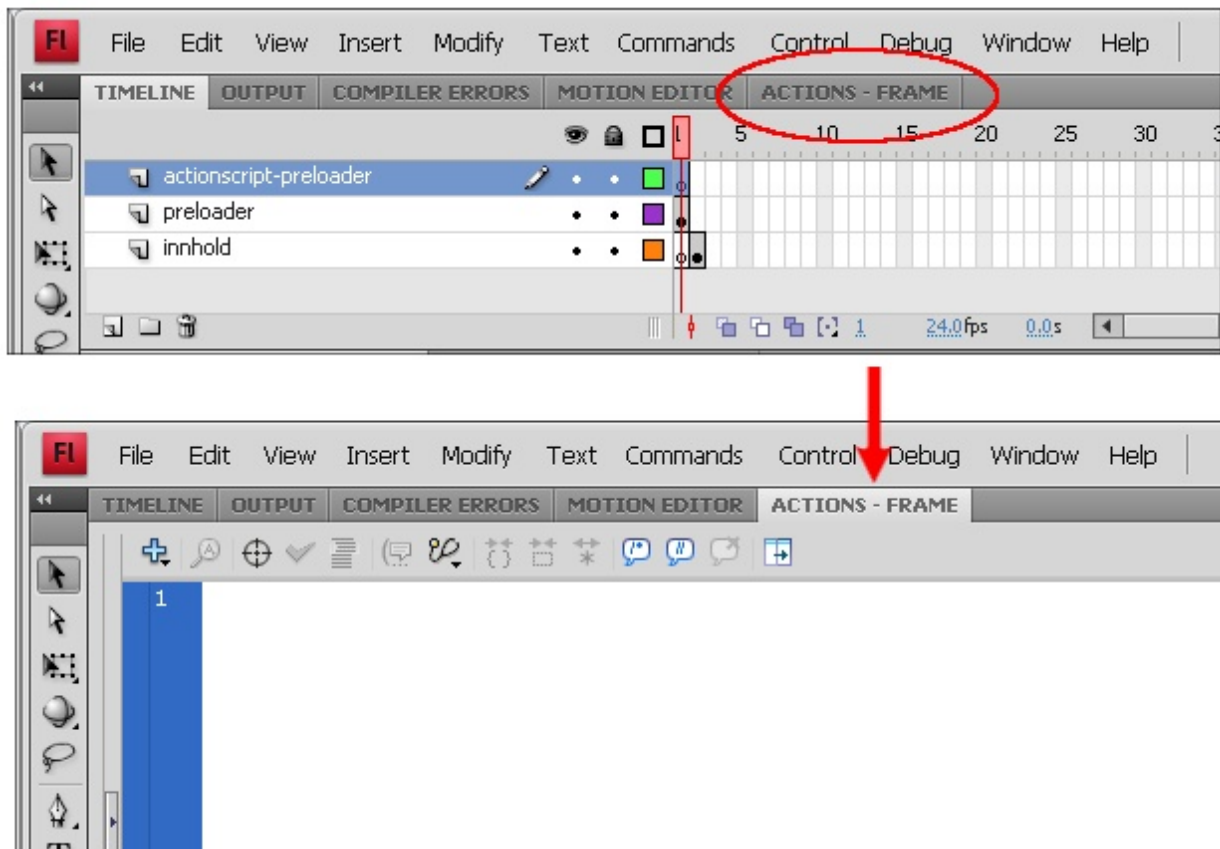 Fl File Edit View Insert Modify Text Commands Control Debug Window Help
TIMELINE OUTPUT COMPILER ERRORS MOTION EDITOR ACTIONS - FRAME
5 10 15 20 25 30
actionscript-preloader
preloader
innhold
1 24.0fps 0.0s
Fl File Edit View Insert Modify Text Commands Control Debug Window Help
TIMELINE OUTPUT COMPILER ERRORS MOTION EDITOR ACTIONS - FRAME
1